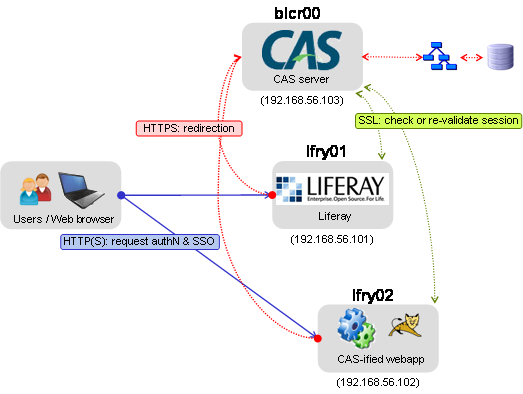 blcr00
CAS
CAS server
(192.168.56.103)
SSL: check or re-validate session
HTTPS: redirection
lfry01
LIFERAY
Enterprise. Open Source. For Life.
Liferay
(192.168.56.101)
Users / Web browser
HTTP(S): request authN & SSO
lfry02
CAS-ified webapp
(192.168.56.102)